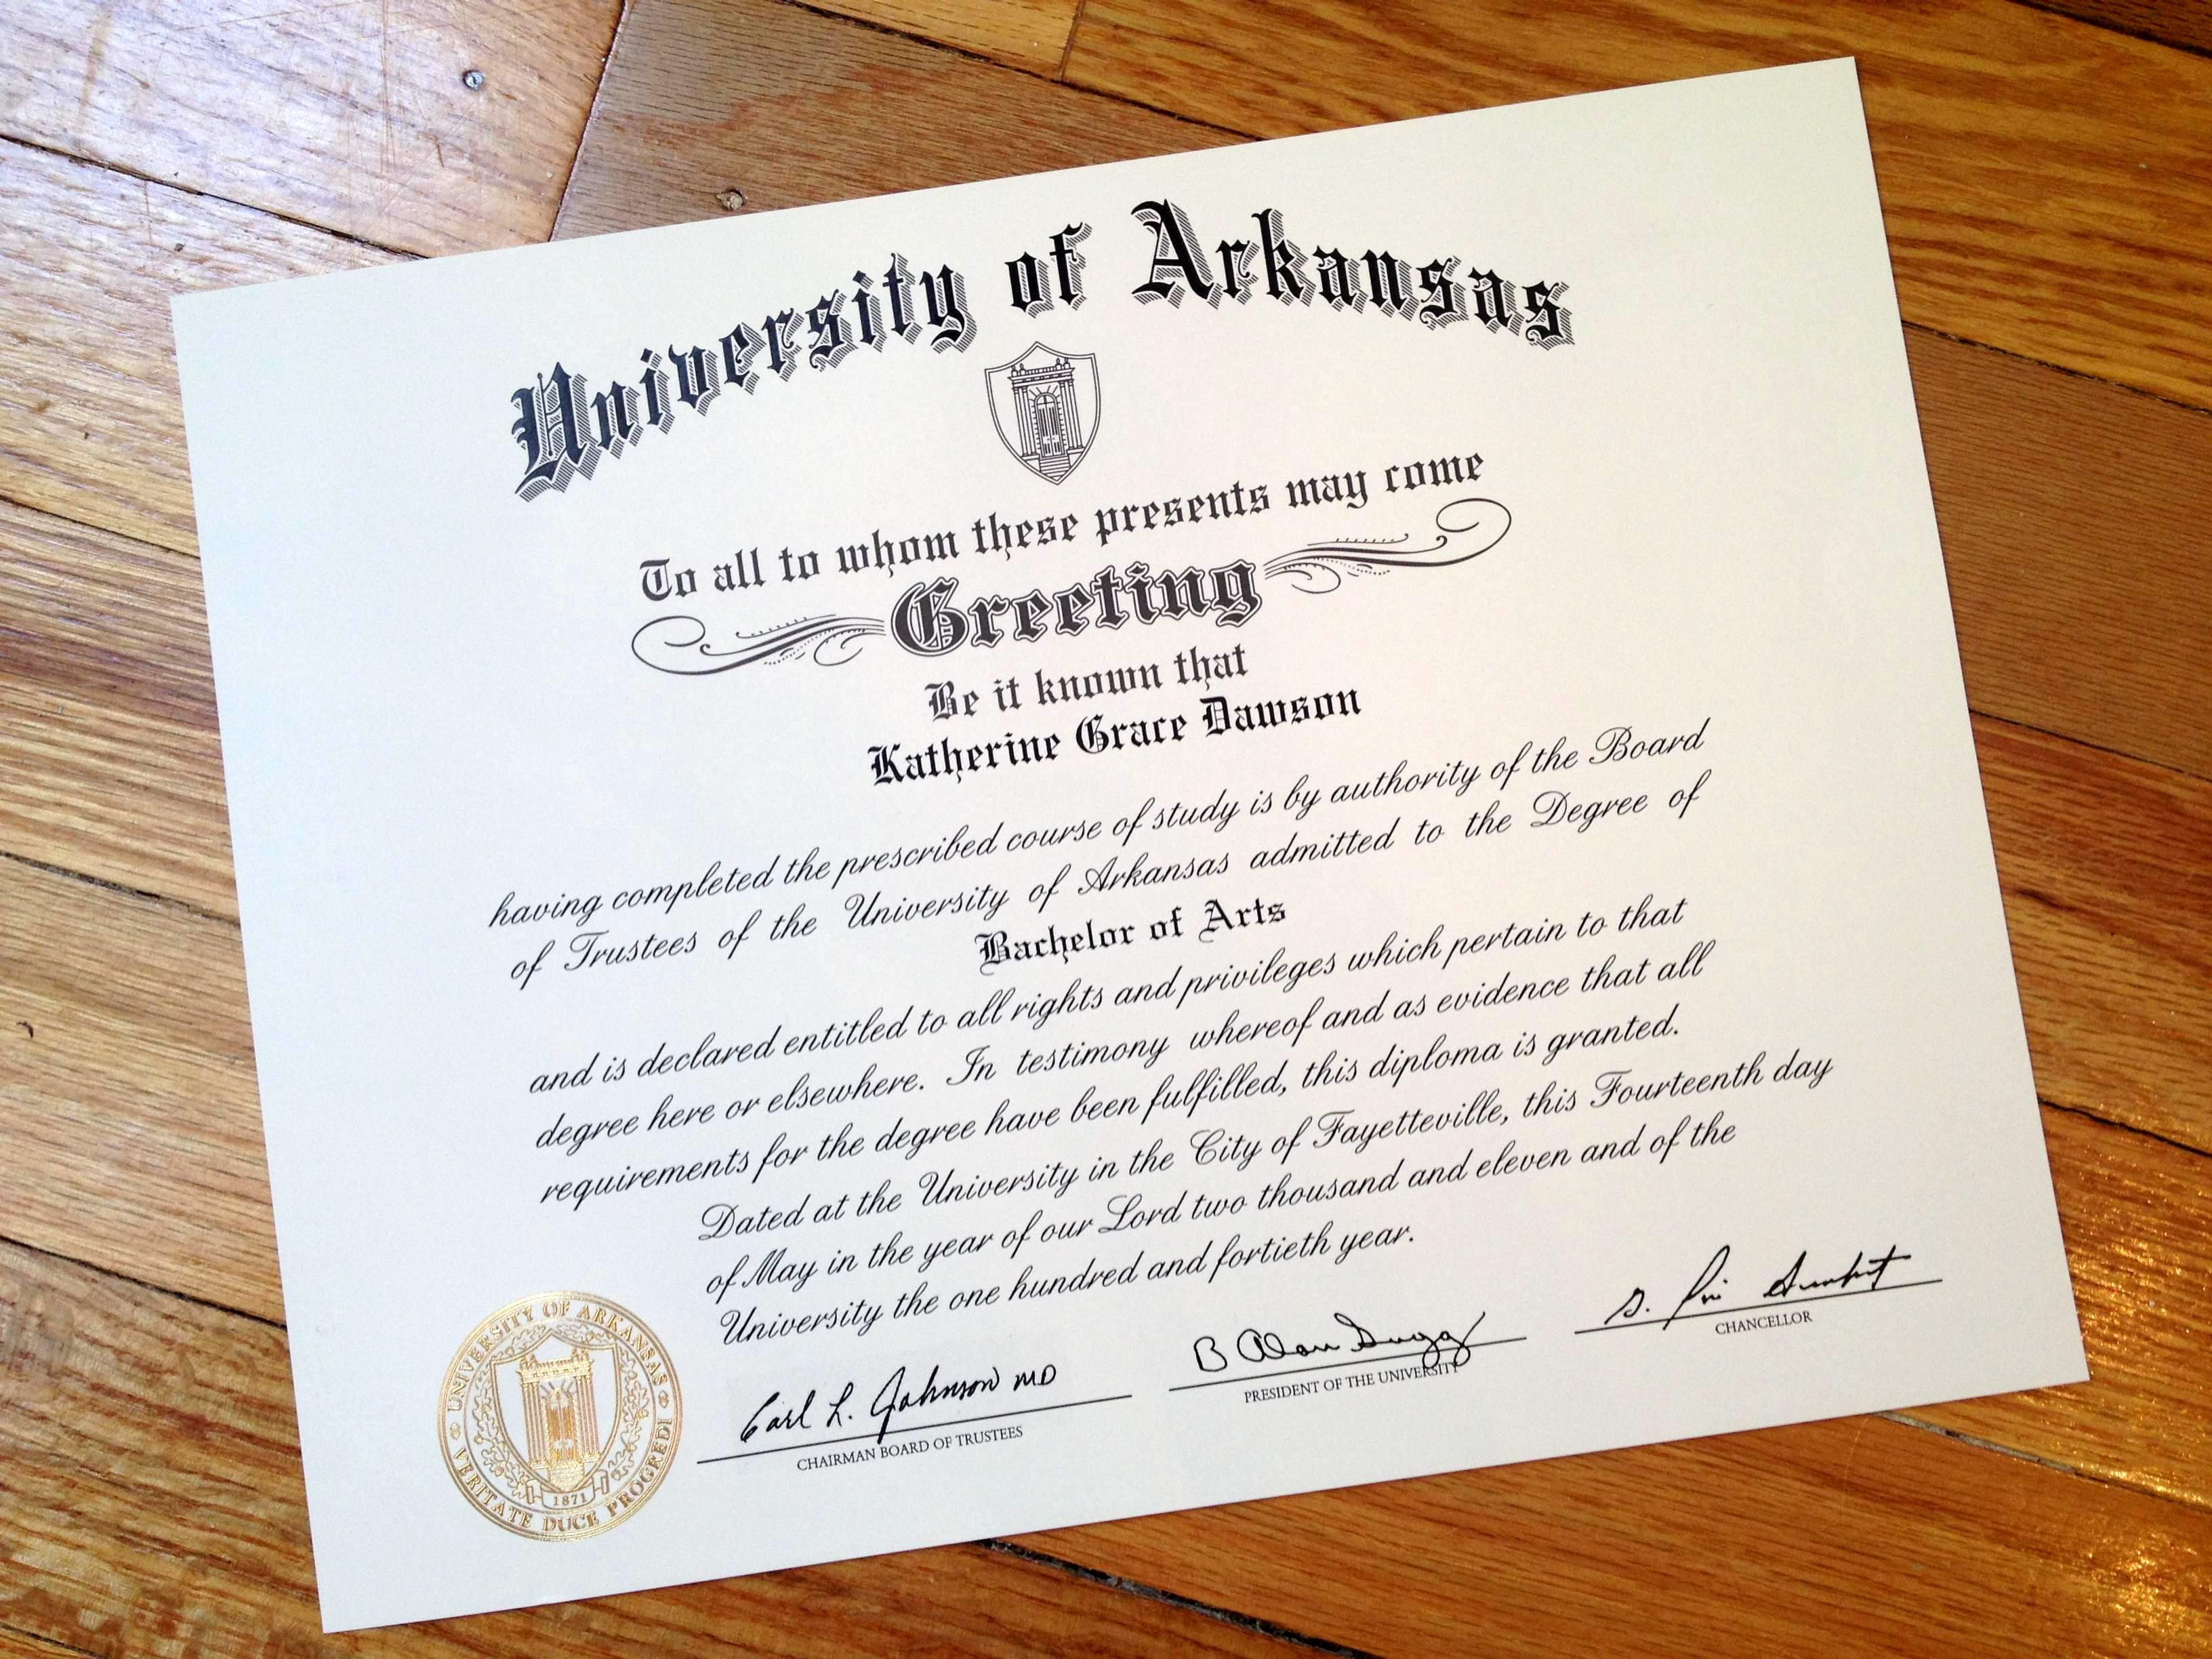 University of Arkansas
To all to whom these presents may come
Greeting
Be it known that
Katherine Grace Dawson
having completed the prescribed course of study is by authority of the Board
of Trustees of the University of Arkansas admitted to the Degree of
Bachelor of Arts
and is declared entitled to all rights and privileges which pertain to that
degree here or elsewhere. In testimony whereof and as evidence that all
requirements for the degree have been fulfilled, this diploma is granted.
Dated at the University in the City of Fayetteville, this Fourteenth day
of May in the year of our Lord two thousand and eleven and of the
University the one hundred and fortieth year.
UNIVERSITY OF ARKANSAS
VERITATE DUCE PROGREDI
1871
Carl L. Johnson MD
CHAIRMAN BOARD OF TRUSTEES
B Alan Sugg
PRESIDENT OF THE UNIVERSITY
CHANCELLOR